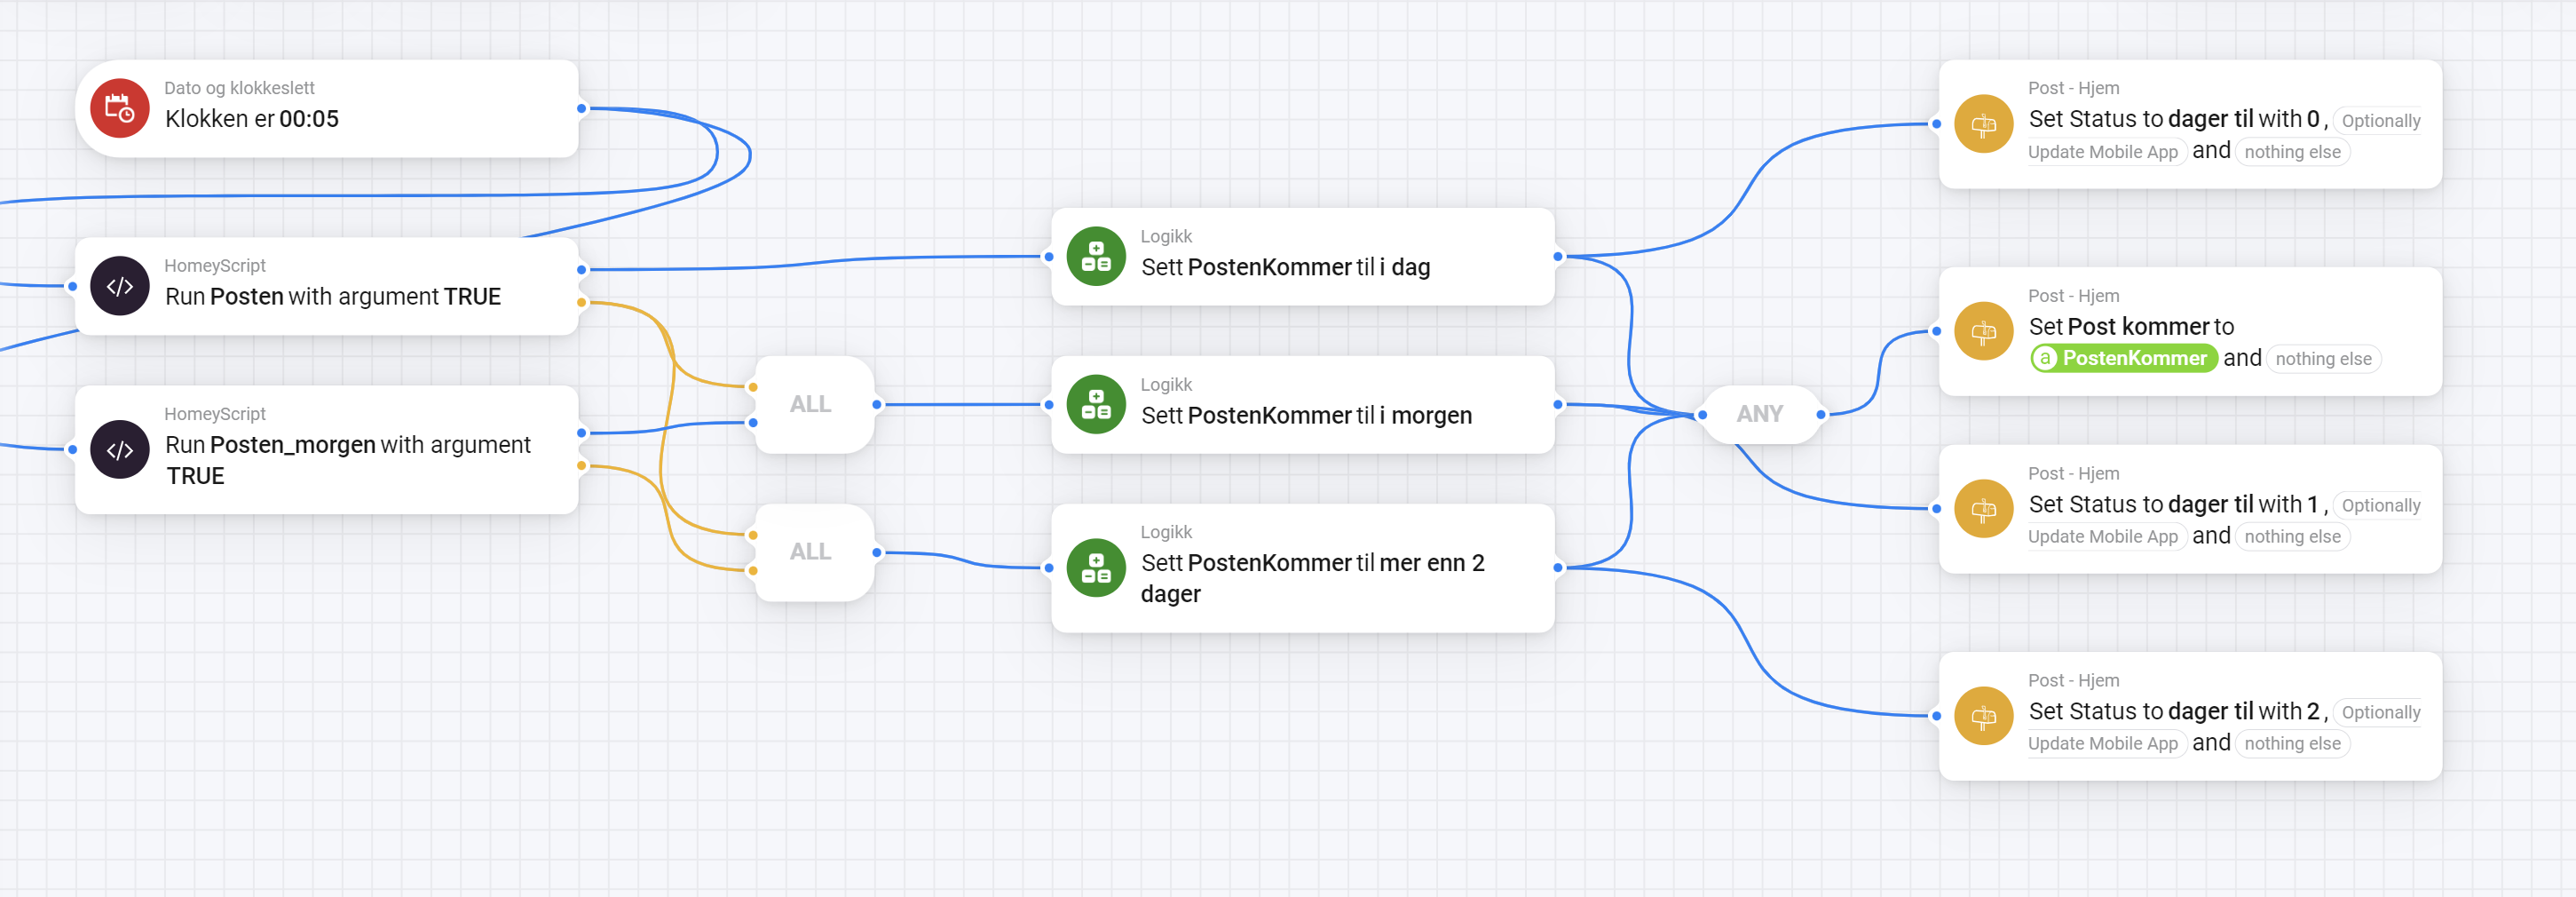 Dato og klokkeslett
Klokken er 00:05
HomeyScript
Run Posten with argument TRUE
HomeyScript
Run Posten_morgen with argument
TRUE
ALL
ALL
Logikk
Sett PostenKommer til i dag
Logikk
Sett PostenKommer til i morgen
Logikk
Sett PostenKommer til mer enn 2
dager
ANY
Post - Hjem
Set Status to dager til with 0 , Optionally
Update Mobile App and nothing else
Post - Hjem
Set Post kommer to
a PostenKommer and nothing else
Post - Hjem
Set Status to dager til with 1 , Optionally
Update Mobile App and nothing else
Post - Hjem
Set Status to dager til with 2 , Optionally
Update Mobile App and nothing else